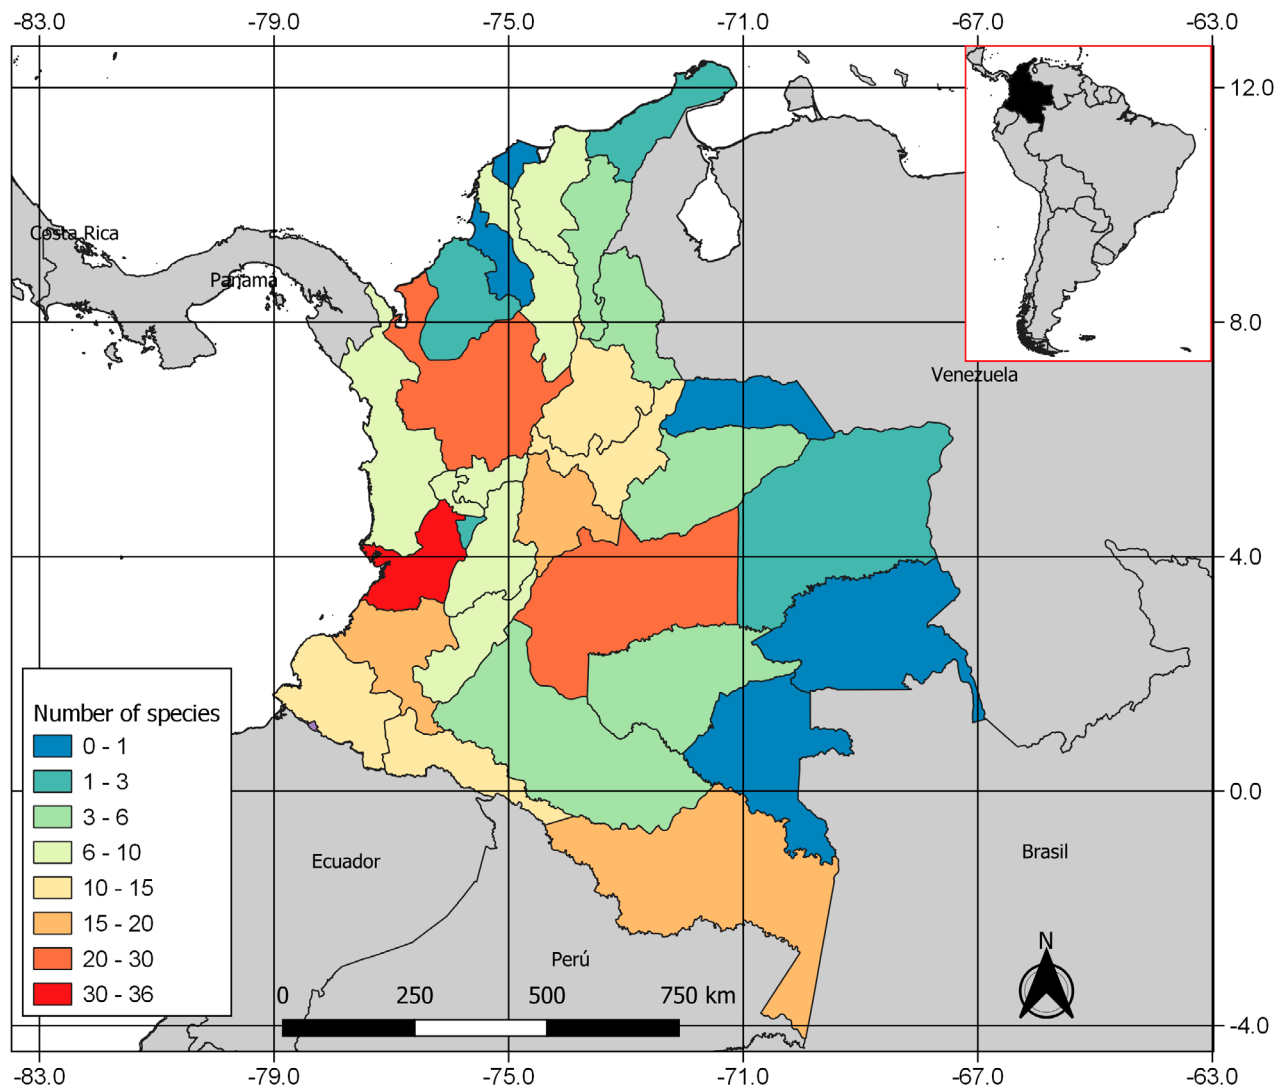 -83.0 -79.0 -75.0 -71.0 -67.0 -63.0
12.0
Costa Rica
Panamá
8.0
Venezuela
4.0
Number of species
0 - 1
1 - 3
3 - 6
6 - 10
10 - 15
15 - 20
20 - 30
30 - 36
0.0
Ecuador
Brasil
Perú
N
0 250 500 750 km
-4.0
-83.0 -79.0 -75.0 -71.0 -67.0 -63.0